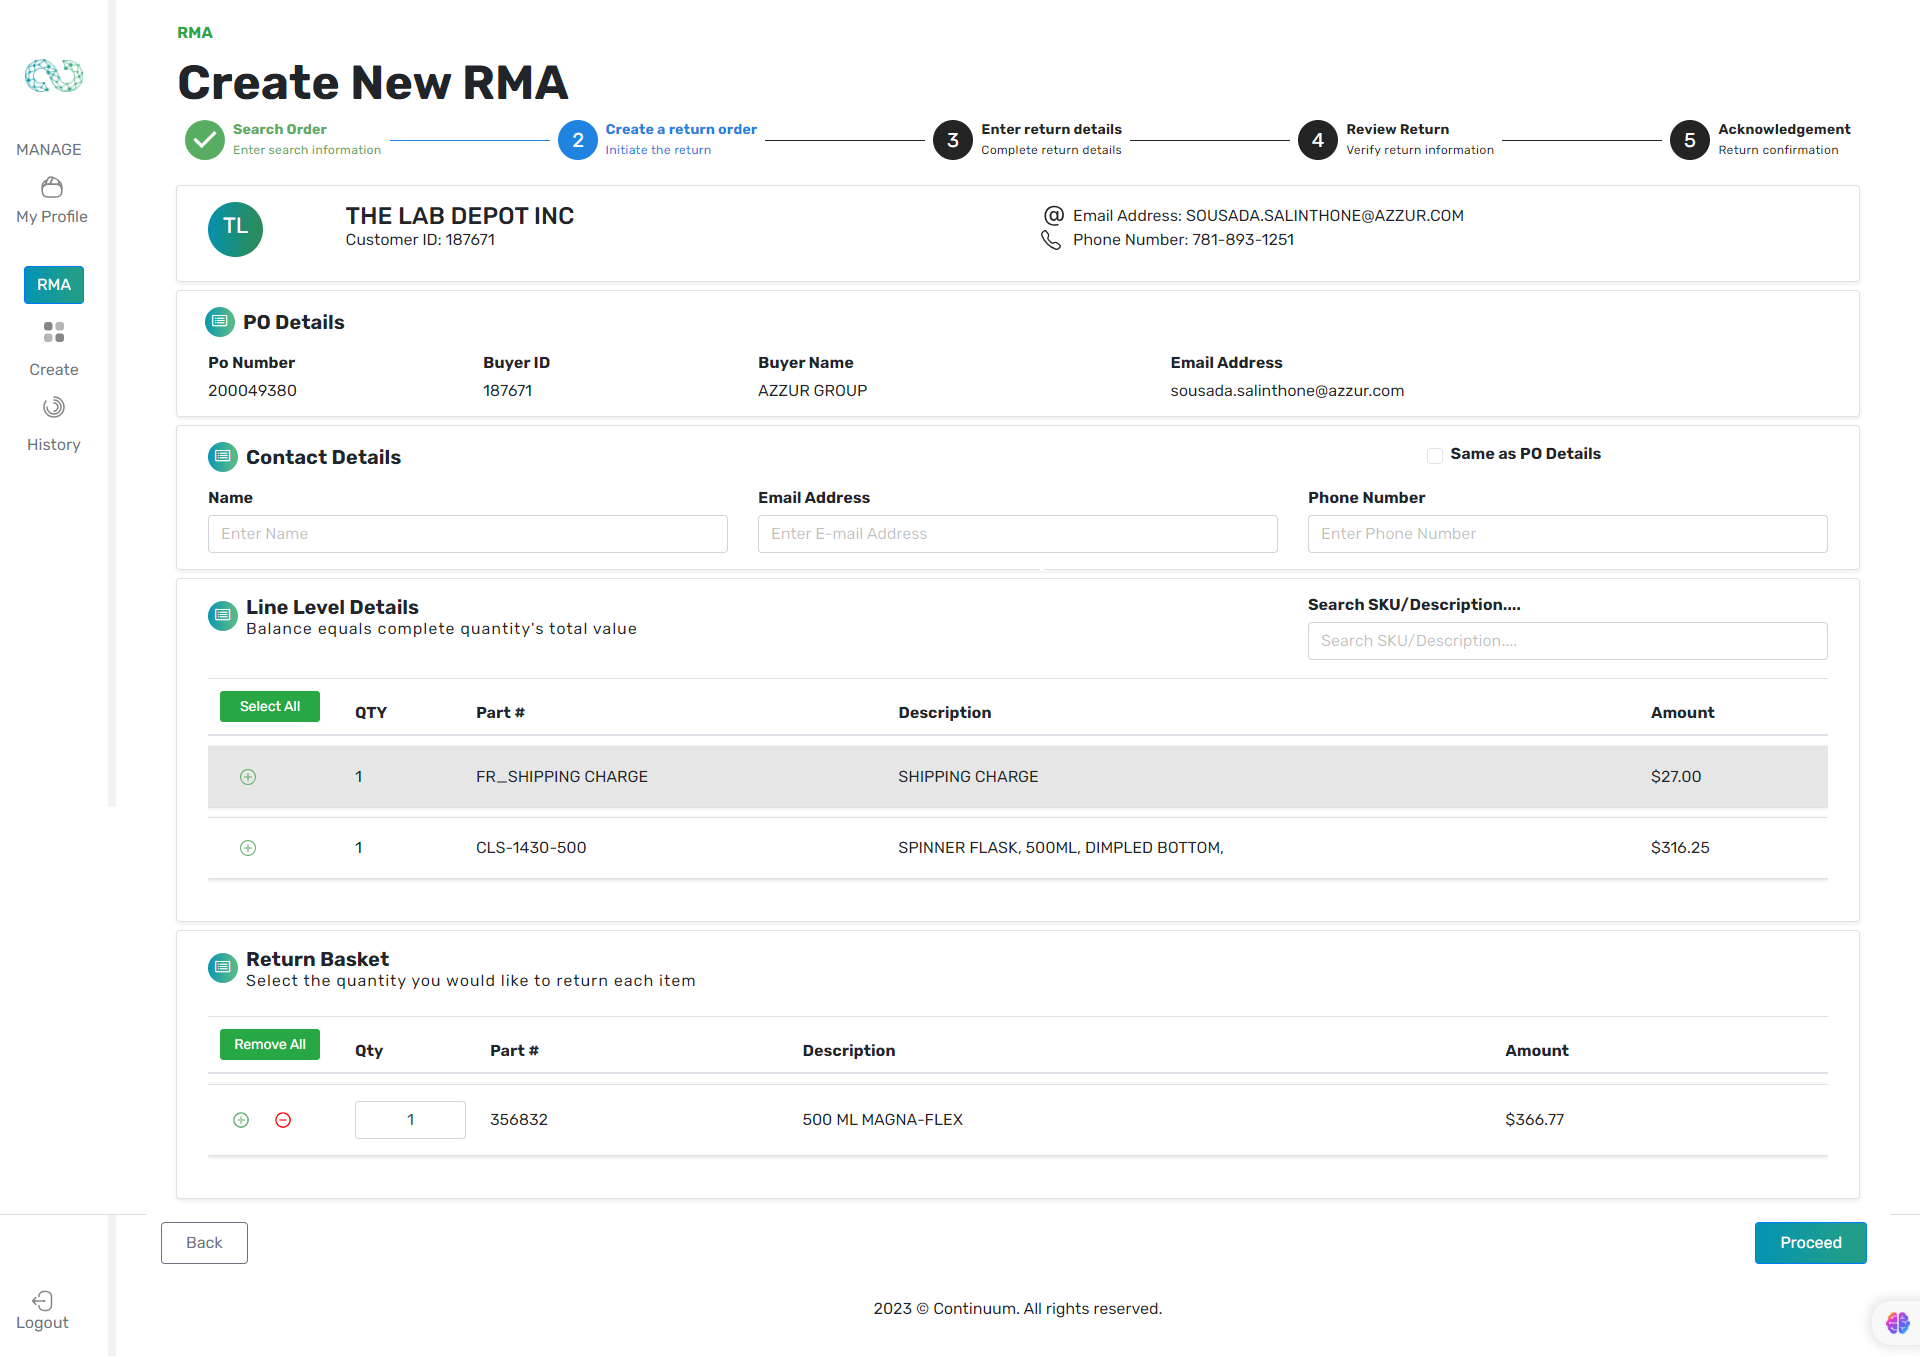 RMA
Create New RMA
MANAGE
My Profile
RMA
Create
History
Logout
Search Order
Enter search information
2
Create a return order
Initiate the return
3
Enter return details
Complete return details
4
Review Return
Verify return information
5
Acknowledgement
Return confirmation
TL
THE LAB DEPOT INC
Customer ID: 187671
Email Address: SOUSADA.SALINTHONE@AZZUR.COM
Phone Number: 781-893-1251
PO Details
Po Number Buyer ID Buyer Name Email Address
200049380 187671 AZZUR GROUP sousada.salinthone@azzur.com
Contact Details
Same as PO Details
Name Email Address Phone Number
Enter Name Enter E-mail Address Enter Phone Number
Line Level Details
Balance equals complete quantity's total value
Search SKU/Description....
Search SKU/Description....
Select All QTY Part # Description Amount
1 FR_SHIPPING CHARGE SHIPPING CHARGE $27.00
1 CLS-1430-500 SPINNER FLASK, 500ML, DIMPLED BOTTOM, $316.25
Return Basket
Select the quantity you would like to return each item
Remove All Qty Part # Description Amount
1 356832 500 ML MAGNA-FLEX $366.77
Back
Proceed
2023 © Continuum. All rights reserved.